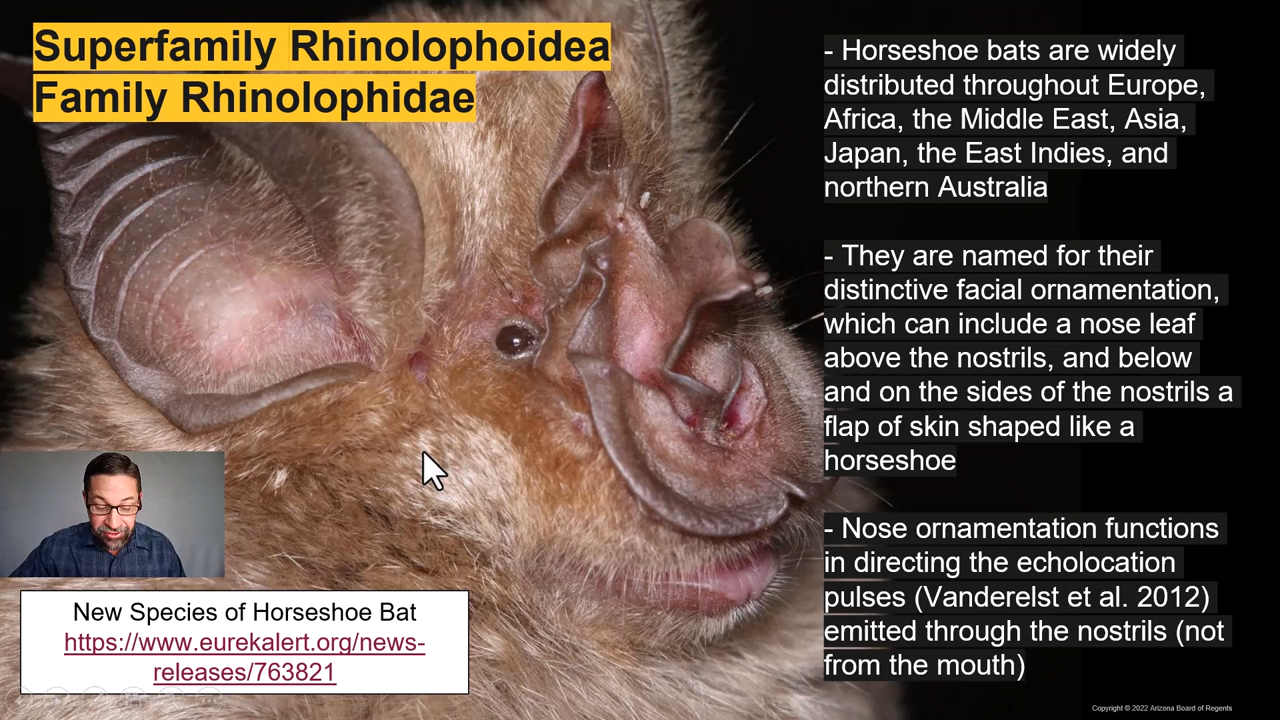 Superfamily Rhinolophoidea
Family Rhinolophidae
- Horseshoe bats are widely
distributed throughout Europe,
Africa, the Middle East, Asia,
Japan, the East Indies, and
northern Australia
- They are named for their
distinctive facial ornamentation,
which can include a nose leaf
above the nostrils, and below
and on the sides of the nostrils a
flap of skin shaped like a
horseshoe
- Nose ornamentation functions
in directing the echolocation
pulses (Vanderelst et al. 2012)
emitted through the nostrils (not
from the mouth)
New Species of Horseshoe Bat
https://www.eurekalert.org/news-
releases/763821
Copyright © 2022 Arizona Board of Regents